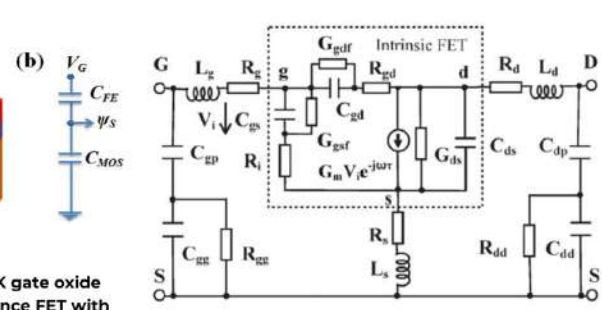 (b) V_G
C_FE
ψ_S
C_MOS
K gate oxide
nce FET with
G L_g R_g g G_gdf Intrinsic FET R_gd d R_d L_d D
C_gd
V_i C_gs
G_gsf
R_i
G_m V_i e^-jωτ
G_ds
C_ds
C_gp
C_dp
s
R_s
L_s
C_gg R_gg
R_dd C_dd
S S